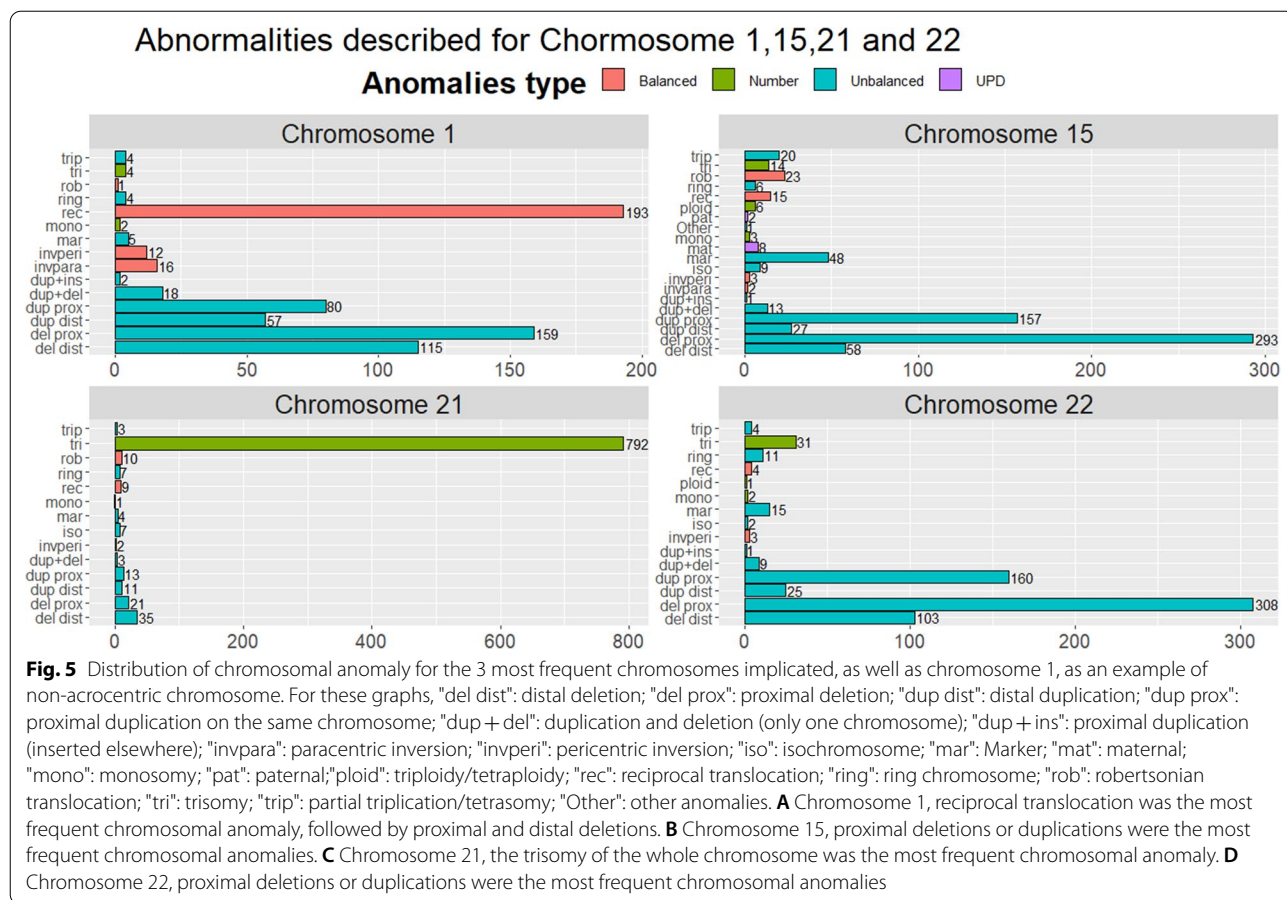 Abnormalities described for Chormosome 1,15,21 and 22
Anomalies type Balanced Number Unbalanced UPD
Chromosome 1
trip 4
tri 4
rob 1
ring 4
rec 193
mono 2
mar 5
invperi 12
invpara 16
dup+ins 2
dup+del 18
dup prox 80
dup dist 57
del prox 159
del dist 115
0 50 100 150 200
Chromosome 15
trip 20
tri 14
rob 23
ring 6
rec 15
ploid 6
pat 2
Other 1
mono 3
mat 8
mar 48
iso 9
invperi 3
invpara 2
dup+ins 1
dup+del 13
dup prox 157
dup dist 27
del prox 293
del dist 58
0 100 200 300
Chromosome 21
trip 3
tri 792
rob 10
ring 7
rec 9
mono 1
mar 4
iso 7
invperi 2
dup+del 3
dup prox 13
dup dist 11
del prox 21
del dist 35
0 200 400 600 800
Chromosome 22
trip 4
tri 31
ring 11
rec 4
ploid 1
mono 2
mar 15
iso 2
invperi 3
dup+ins 1
dup+del 9
dup prox 160
dup dist 25
del prox 308
del dist 103
0 100 200 300
Fig. 5 Distribution of chromosomal anomaly for the 3 most frequent chromosomes implicated, as well as chromosome 1, as an example of
non-acrocentric chromosome. For these graphs, "del dist": distal deletion; "del prox": proximal deletion; "dup dist": distal duplication; "dup prox":
proximal duplication on the same chromosome; "dup + del": duplication and deletion (only one chromosome); "dup + ins": proximal duplication
(inserted elsewhere); "invpara": paracentric inversion; "invperi": pericentric inversion; "iso": isochromosome; "mar": Marker; "mat": maternal;
"mono": monosomy; "pat": paternal;"ploid": triploidy/tetraploidy; "rec": reciprocal translocation; "ring": ring chromosome; "rob": robertsonian
translocation; "tri": trisomy; "trip": partial triplication/tetrasomy; "Other": other anomalies. A Chromosome 1, reciprocal translocation was the most
frequent chromosomal anomaly, followed by proximal and distal deletions. B Chromosome 15, proximal deletions or duplications were the most
frequent chromosomal anomalies. C Chromosome 21, the trisomy of the whole chromosome was the most frequent chromosomal anomaly. D
Chromosome 22, proximal deletions or duplications were the most frequent chromosomal anomalies